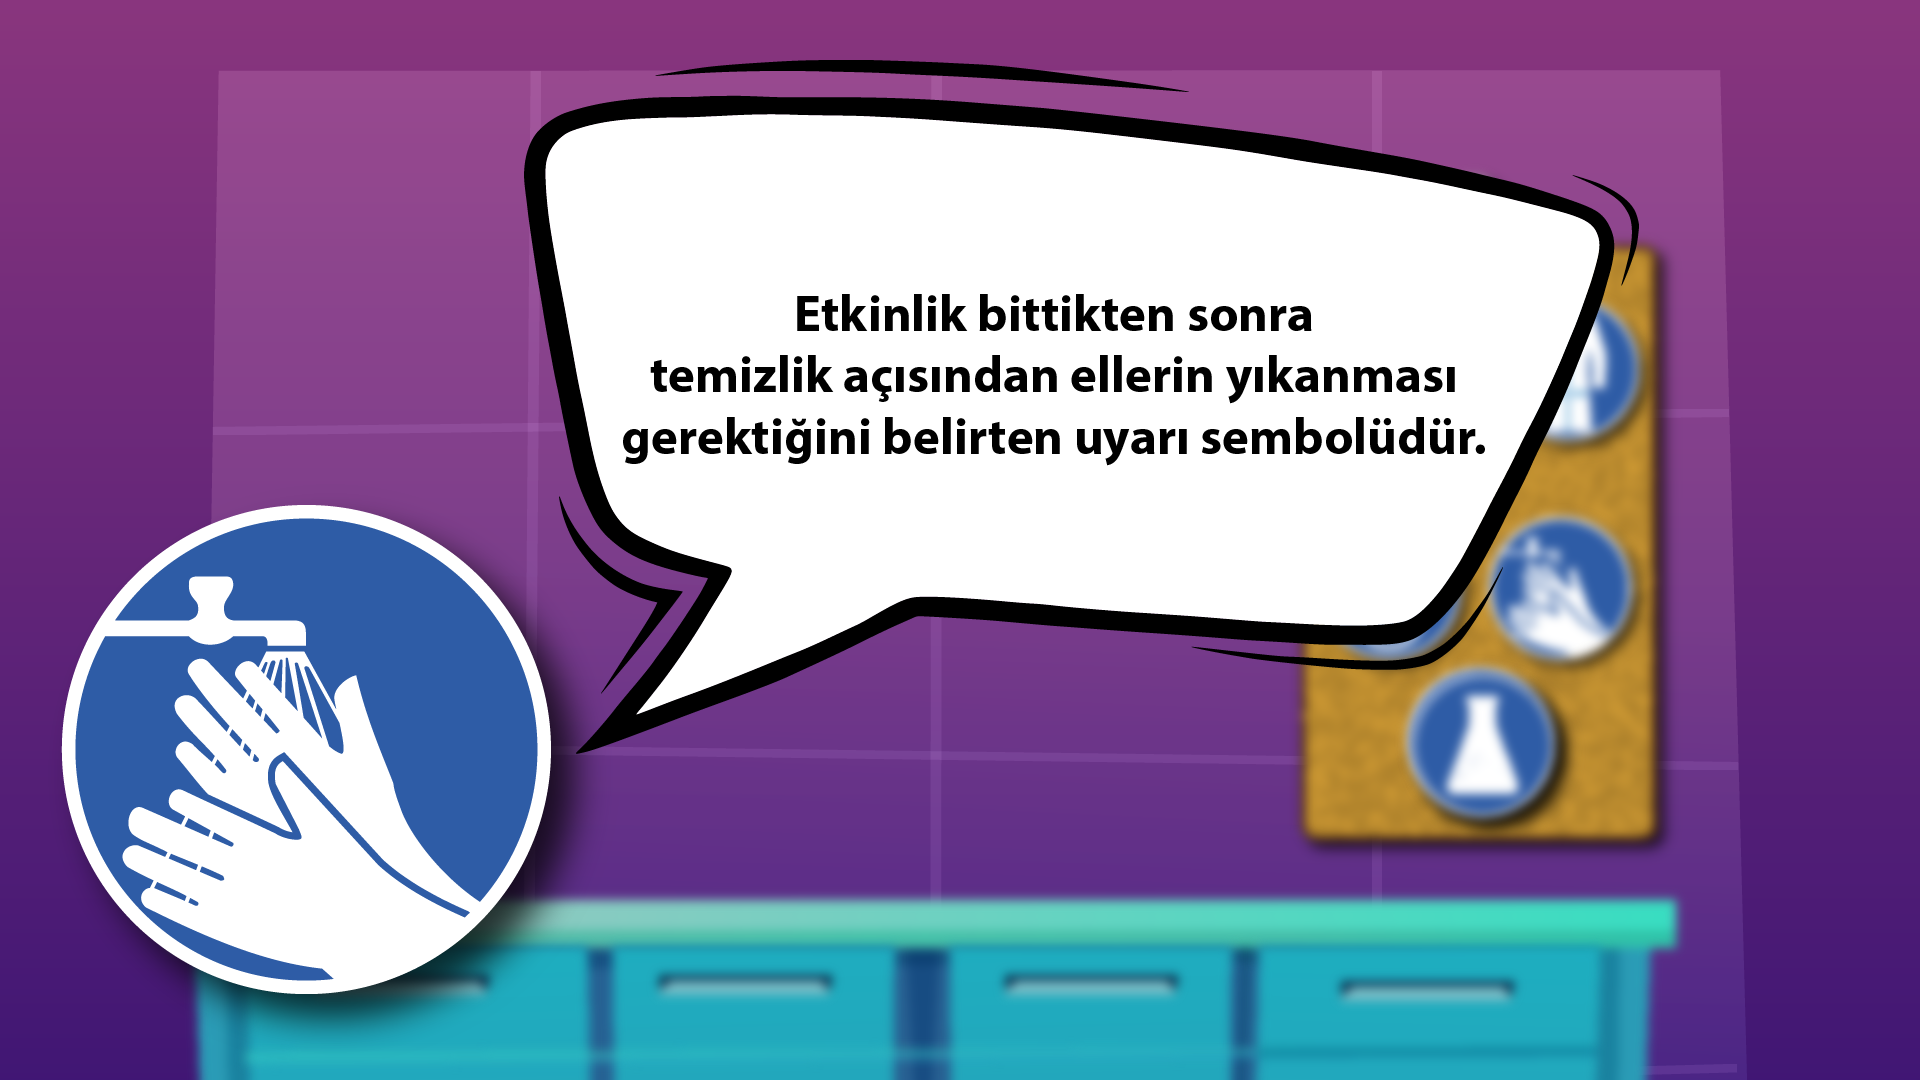 Etkinlik bittikten sonra
temizlik açısından ellerin yıkanması
gerektiğini belirten uyarı sembolüdür.